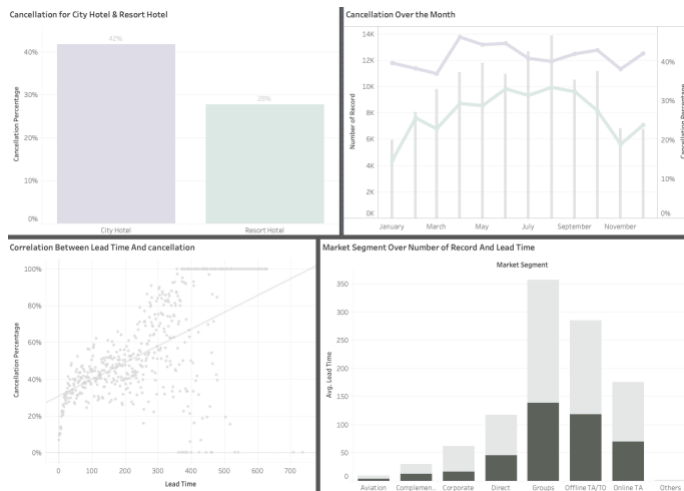 Cancellation for City Hotel & Resort Hotel
Cancellation Percentage
40%
30%
20%
10%
0%
42%
28%
City Hotel
Resort Hotel
Cancellation Over the Month
Number of Record
14K
12K
10K
8K
6K
4K
2K
0K
40%
30%
20%
10%
0%
Cancellation Percentage
January
March
May
July
September
November
Correlation Between Lead Time And cancellation
Cancellation Percentage
100%
80%
60%
40%
20%
0%
0
100
200
300
400
500
600
700
Lead Time
Market Segment Over Number of Record And Lead Time
Market Segment
Avg. Lead Time
350
300
250
200
150
100
50
0
Aviation
Complemen..
Corporate
Direct
Groups
Offline TA/TO
Online TA
Others